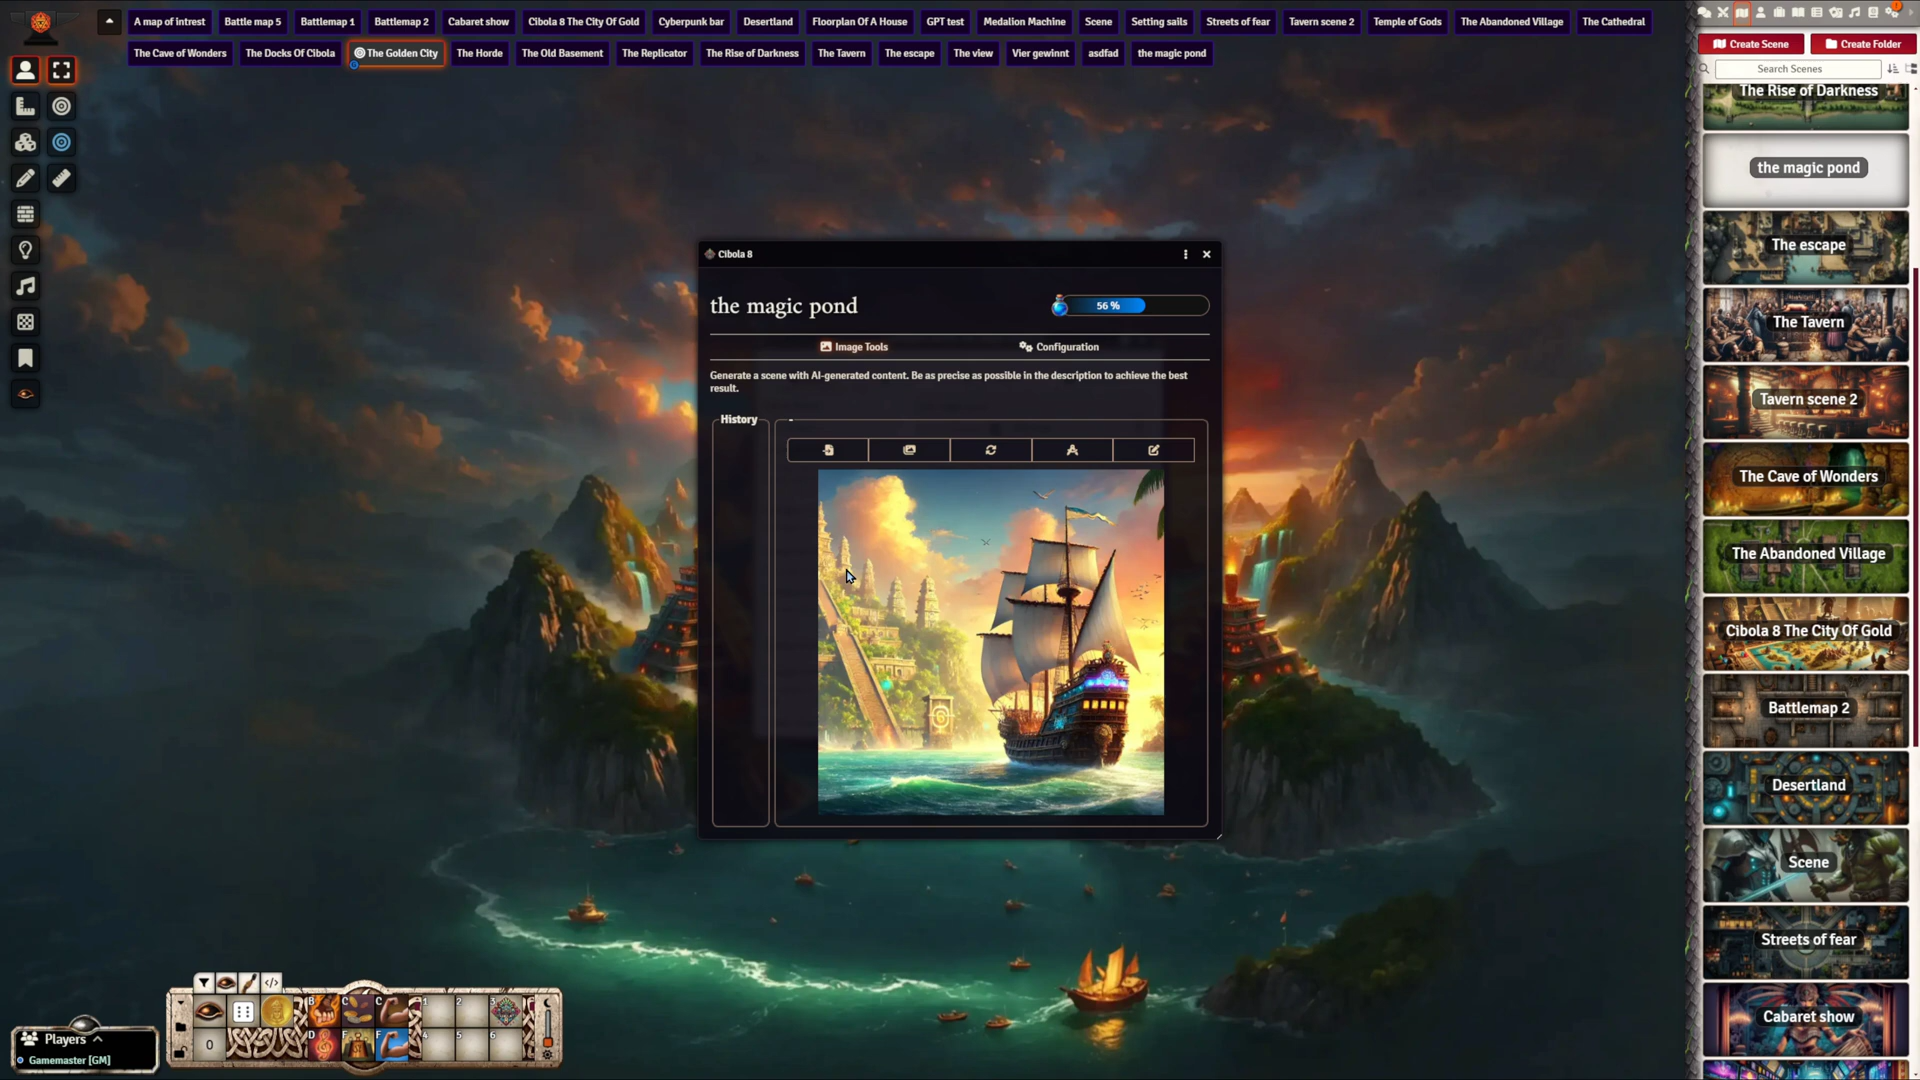 A map of intrest
Battle map 5
Battlemap 1
Battlemap 2
Cabaret show
Cibola 8 The City Of Gold
Cyberpunk bar
Desertland
Floorplan Of A House
GPT test
Medalion Machine
Scene
Setting sails
Streets of fear
Tavern scene 2
Temple of Gods
The Abandoned Village
The Cathedral
The Cave of Wonders
The Docks Of Cibola
The Golden City
The Horde
The Old Basement
The Replicator
The Rise of Darkness
The Tavern
The escape
The view
Vier gewinnt
asdfad
the magic pond
Create Scene
Create Folder
Search Scenes
The Rise of Darkness
the magic pond
The escape
The Tavern
Tavern scene 2
The Cave of Wonders
The Abandoned Village
Cibola 8 The City Of Gold
Battlemap 2
Desertland
Scene
Streets of fear
Cabaret show
Cibola 8
the magic pond
56 %
Image Tools
Configuration
Generate a scene with AI-generated content. Be as precise as possible in the description to achieve the best
result.
History
Players
Gamemaster [GM]
B C C 1 2 3
0 D F F 4 5 6